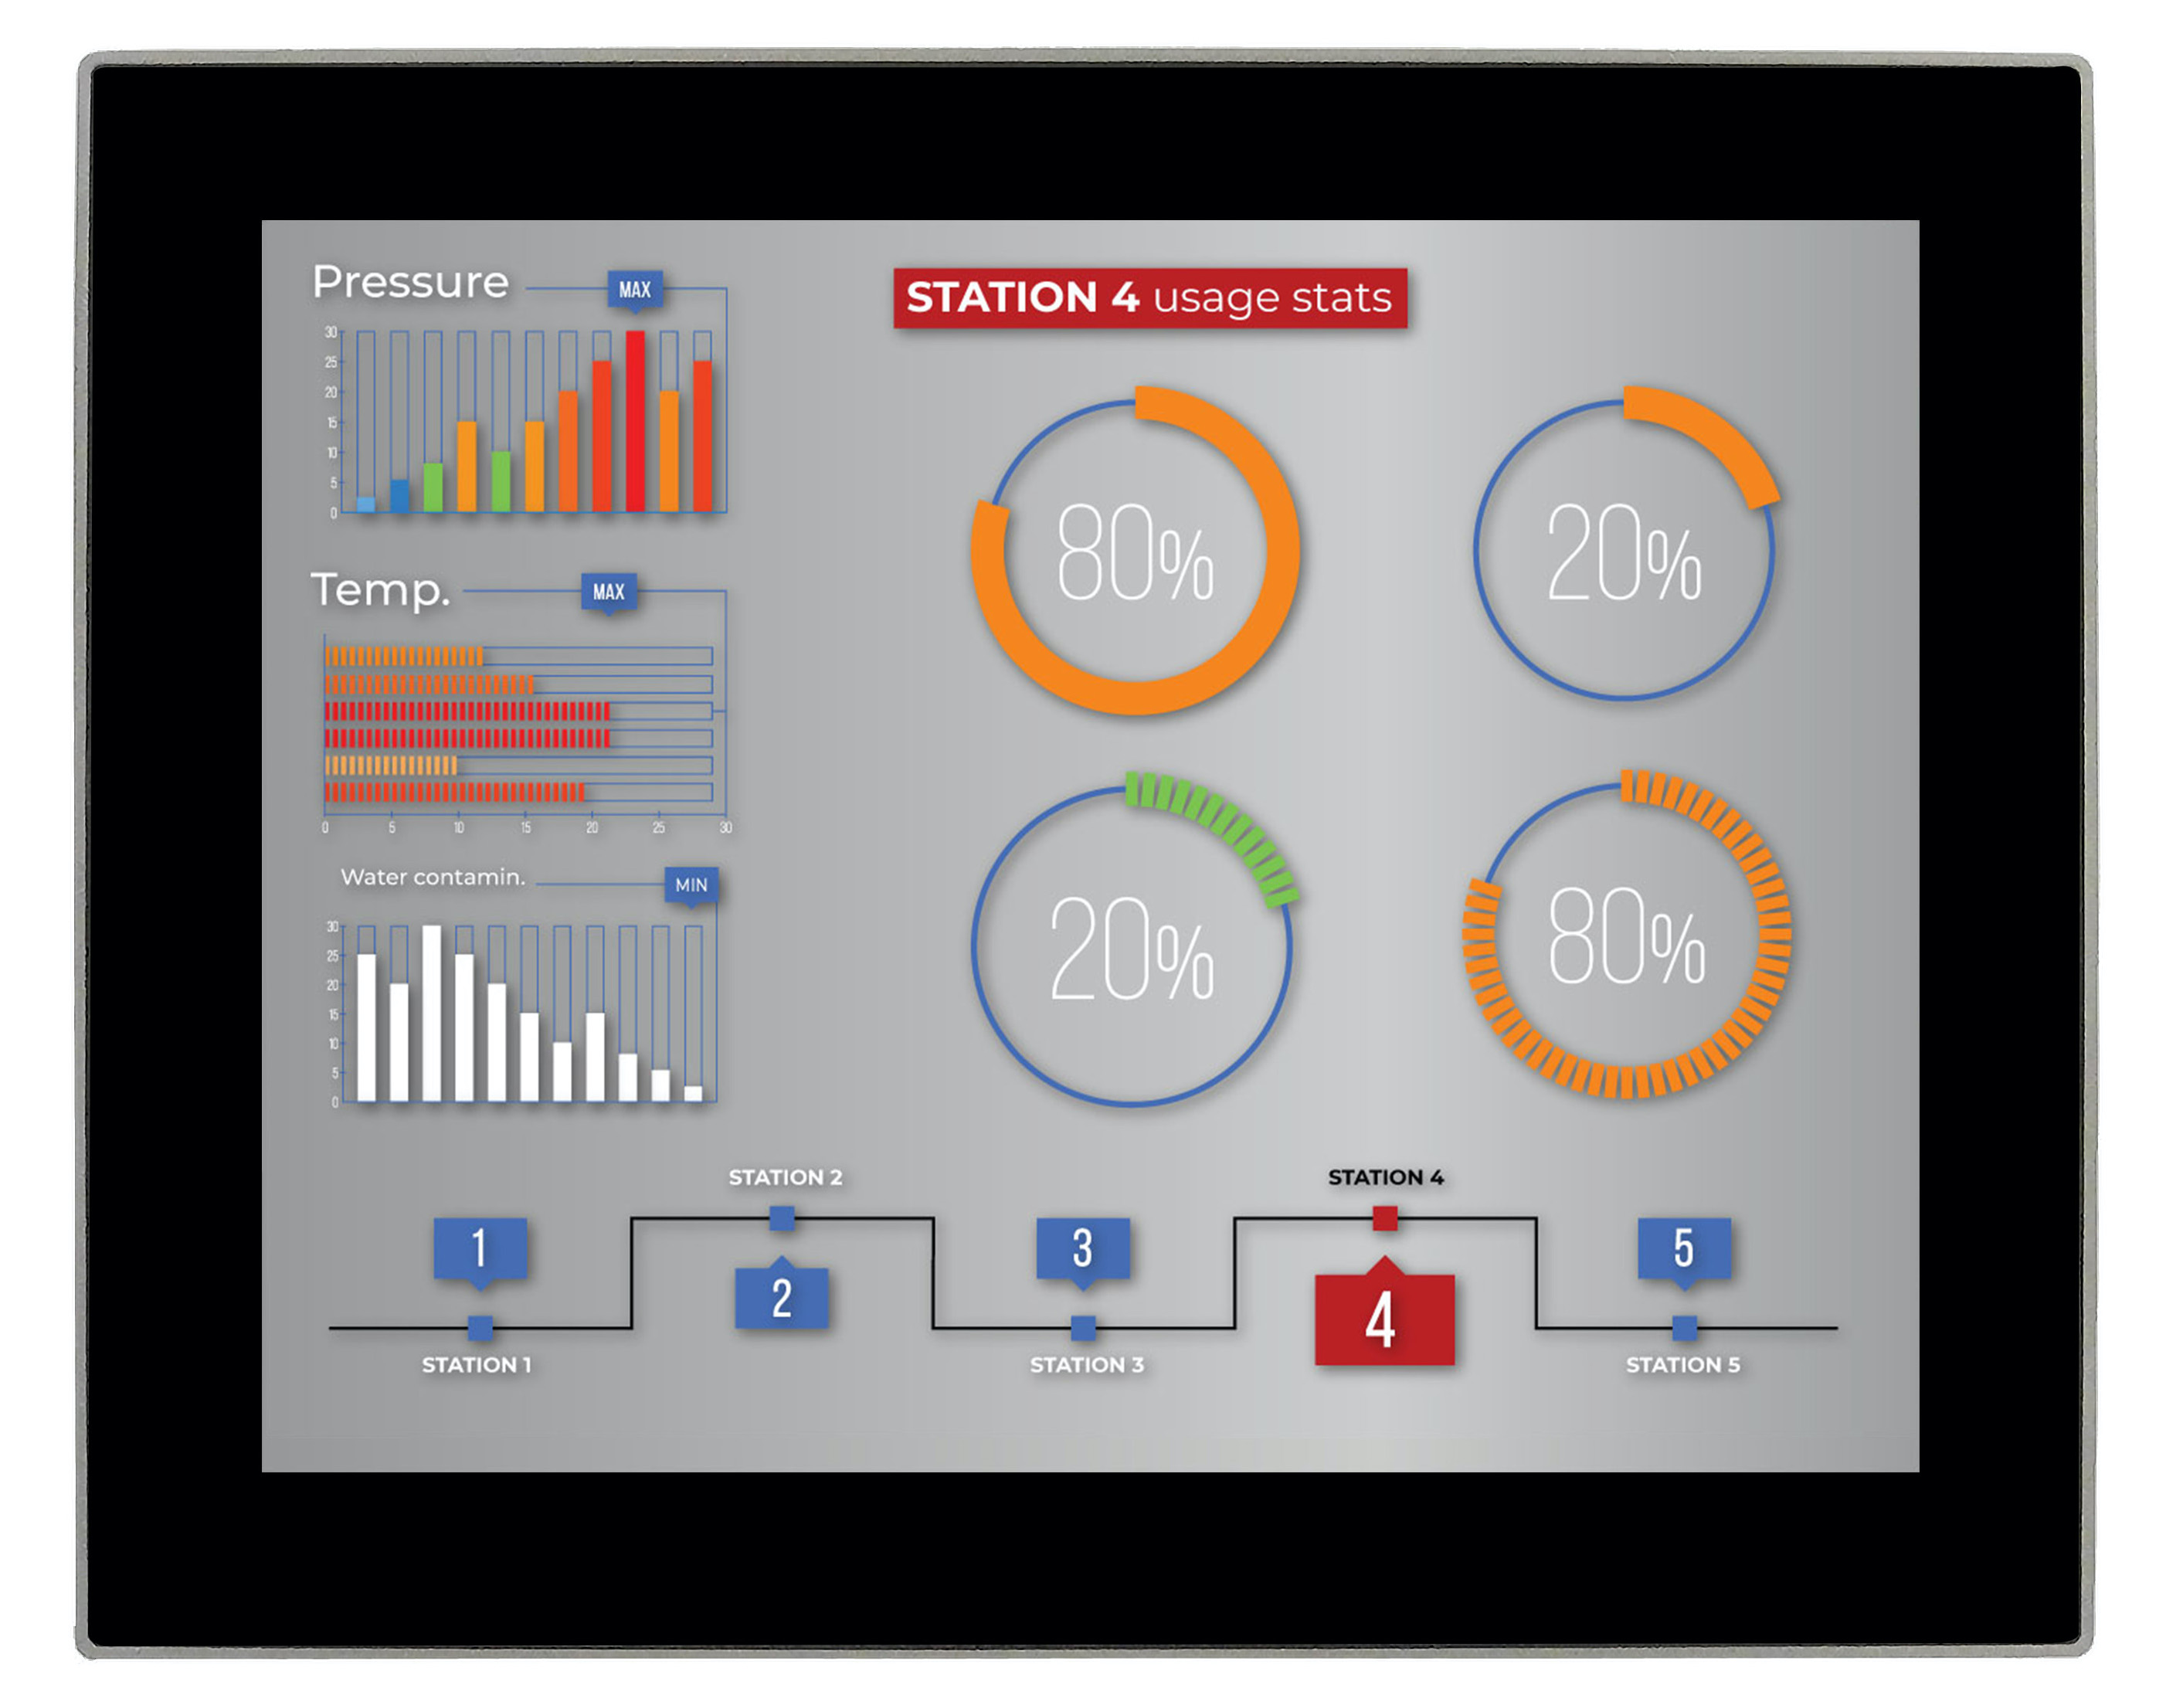 Pressure
MAX
30
25
20
15
10
5
0
Temp.
MAX
0 5 10 15 20 25 30
Water contamin.
MIN
30
25
20
15
10
5
0
STATION 4 usage stats
80%
20%
20%
80%
STATION 2
STATION 4
1
3
5
2
4
STATION 1
STATION 3
STATION 5